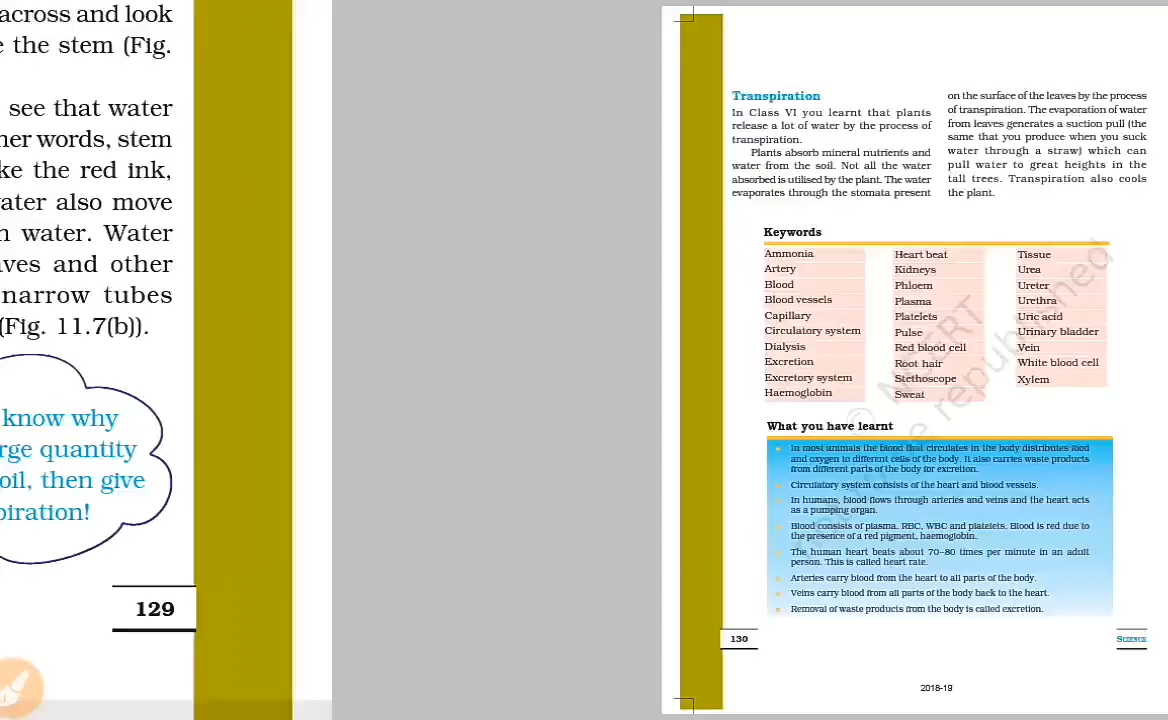 across and look
e the stem (Fig.
see that water
her words, stem
ke the red ink,
vater also move
n water. Water
aves and other
narrow tubes
(Fig. 11.7(b)).
know why
rge quantity
oil, then give
piration!
129
Transpiration
In Class VI you learnt that plants
release a lot of water by the process of
transpiration.
Plants absorb mineral nutrients and
water from the soil. Not all the water
absorbed is utilised by the plant. The water
evaporates through the stomata present
on the surface of the leaves by the process
of transpiration. The evaporation of water
from leaves generates a suction pull (the
same that you produce when you suck
water through a straw) which can
pull water to great heights in the
tall trees. Transpiration also cools
the plant.
Keywords
Ammonia
Artery
Blood
Blood vessels
Capillary
Circulatory system
Dialysis
Excretion
Excretory system
Haemoglobin
Heart beat
Kidneys
Phloem
Plasma
Platelets
Pulse
Red blood cell
Root hair
Stethoscope
Sweat
Tissue
Urea
Ureter
Urethra
Uric acid
Urinary bladder
Vein
White blood cell
Xylem
What you have learnt
In most animals the blood that circulates in the body distributes food
and oxygen to different cells of the body. It also carries waste products
from different parts of the body for excretion.
Circulatory system consists of the heart and blood vessels.
In humans, blood flows through arteries and veins and the heart acts
as a pumping organ.
Blood consists of plasma, RBC, WBC and platelets. Blood is red due to
the presence of a red pigment, haemoglobin.
The human heart beats about 70–80 times per minute in an adult
person. This is called heart rate.
Arteries carry blood from the heart to all parts of the body.
Veins carry blood from all parts of the body back to the heart.
Removal of waste products from the body is called excretion.
130
SCIENCE
2018-19
© NCERT
republished